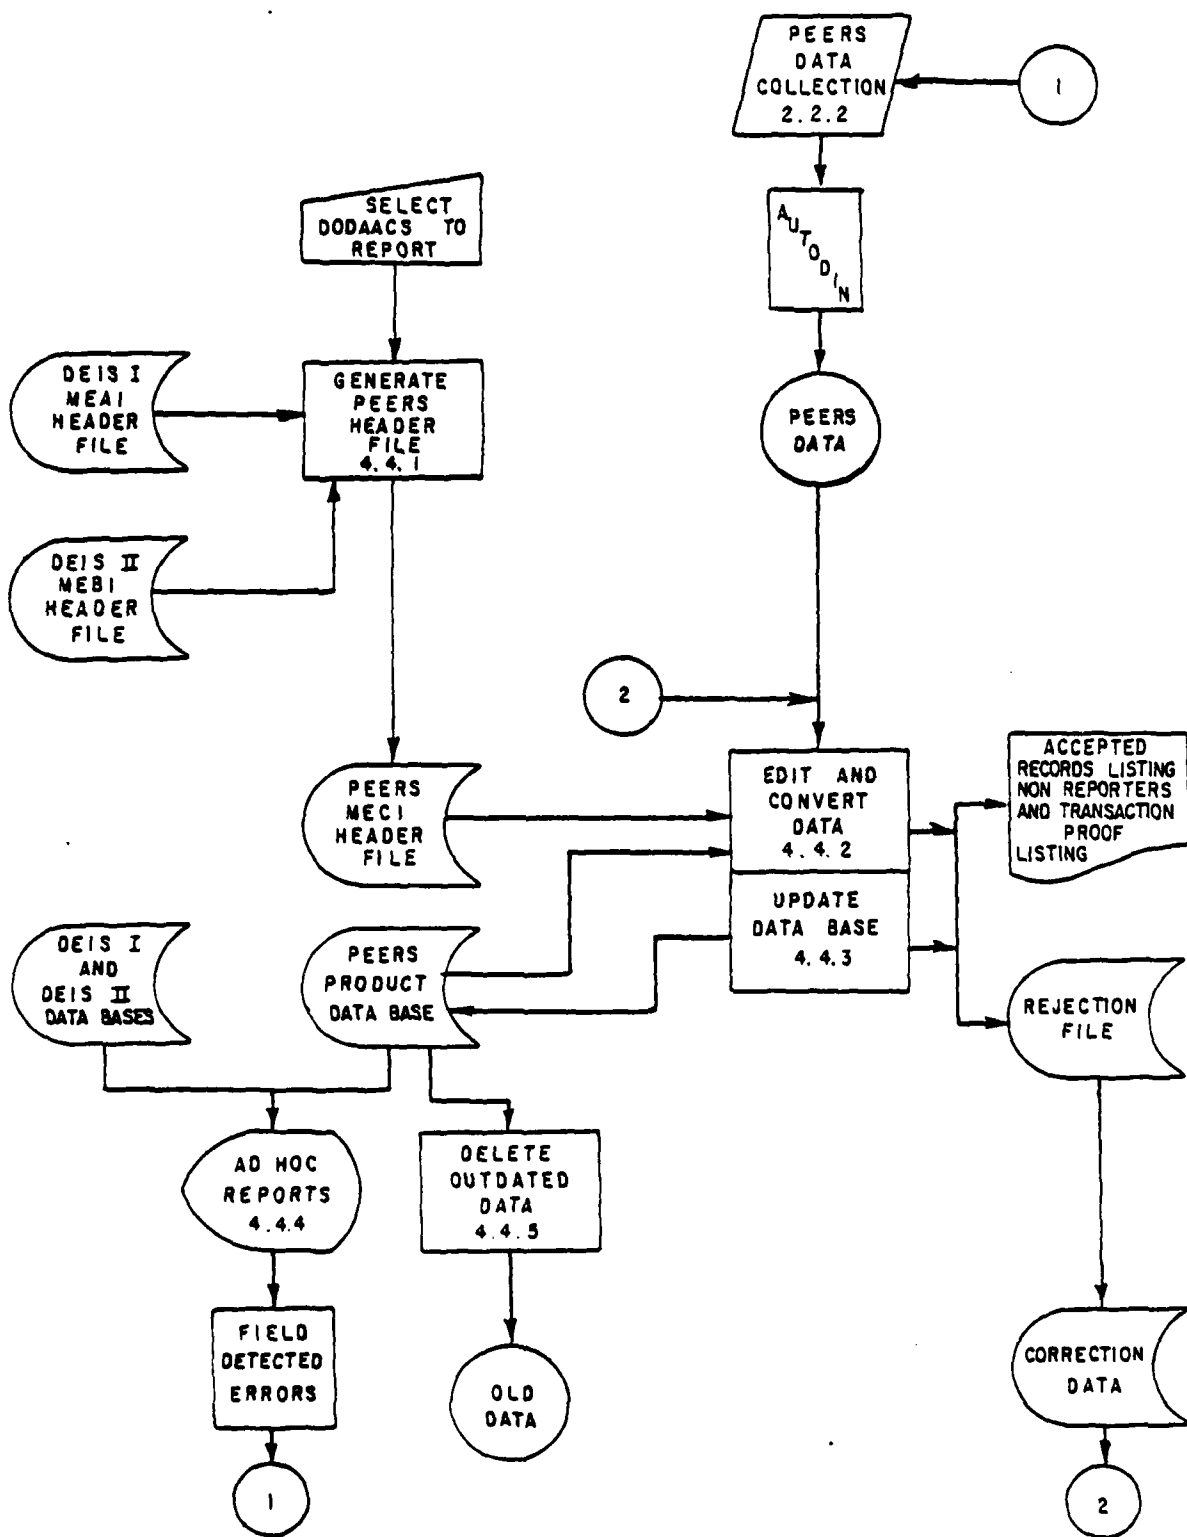 PEERS
DATA
COLLECTION
2.2.2
1
AUTODIN
SELECT
DODAACS TO
REPORT
DEIS I
MEA1
HEADER
FILE
GENERATE
PEERS
HEADER
FILE
4.4.1
PEERS
DATA
DEIS II
MEB1
HEADER
FILE
2
PEERS
MEC1
HEADER
FILE
EDIT AND
CONVERT
DATA
4.4.2
ACCEPTED
RECORDS LISTING
NON REPORTERS
AND TRANSACTION
PROOF
LISTING
UPDATE
DATA BASE
4.4.3
DEIS I
AND
DEIS II
DATA BASES
PEERS
PRODUCT
DATA BASE
REJECTION
FILE
AD HOC
REPORTS
4.4.4
DELETE
OUTDATED
DATA
4.4.5
FIELD
DETECTED
ERRORS
OLD
DATA
CORRECTION
DATA
1
2